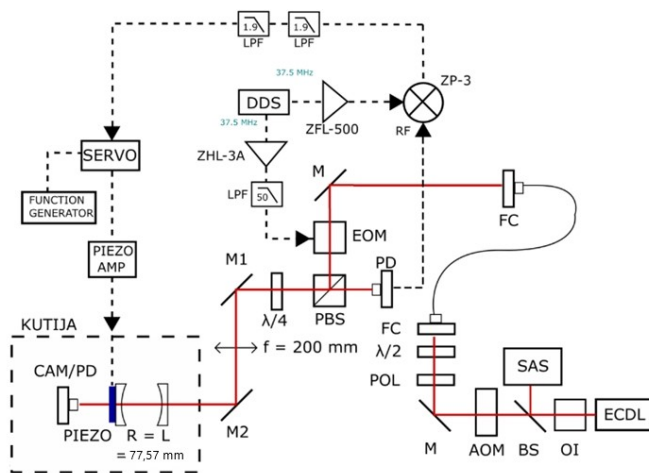 1.9
1.9
LPF
LPF
37.5 MHz
ZP-3
DDS
37.5 MHz
ZFL-500
RF
ZHL-3A
SERVO
M
LPF
50
FUNCTION
GENERATOR
FC
EOM
M1
PD
PIEZO
AMP
λ/4
PBS
FC
KUTIJA
f = 200 mm
λ/2
SAS
CAM/PD
POL
ECDL
PIEZO
R = L
= 77,57 mm
M2
M
AOM
BS
OI